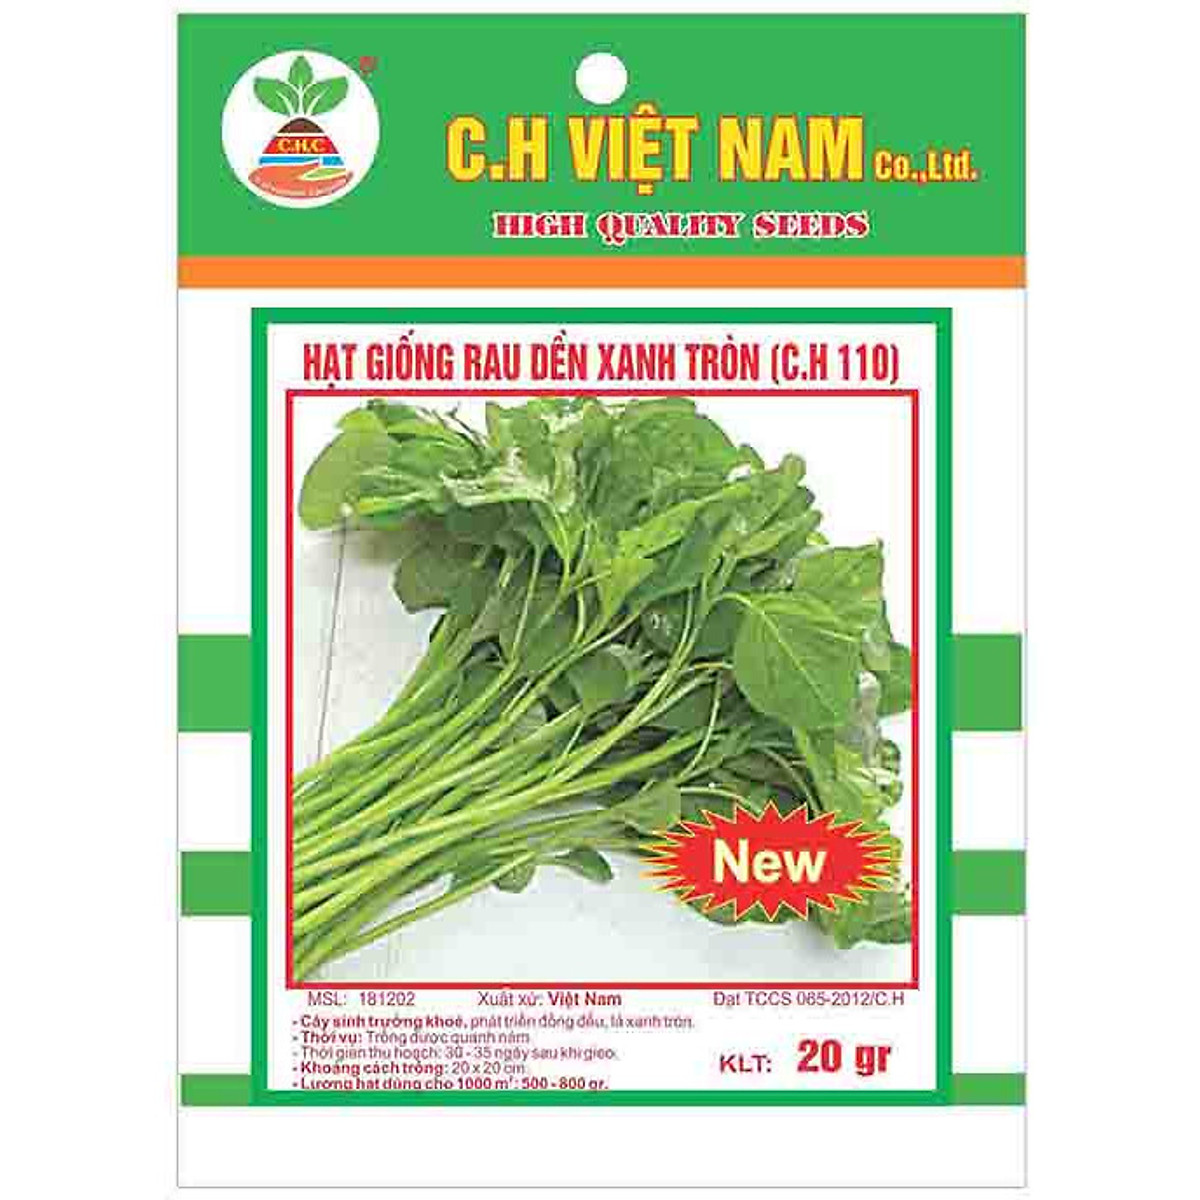 C.H.C
®
C.H VIỆT NAM Co.,Ltd.
HIGH QUALITY SEEDS
HẠT GIỐNG RAU DỀN XANH TRÒN (C.H 110)
New
MSL: 181202 Xuất xứ: Việt Nam Đạt TCCS 065-2012/C.H
- Cây sinh trưởng khoẻ, phát triển đồng đều, lá xanh tròn.
- Thời vụ: Trồng được quanh năm
- Thời gian thu hoạch: 30 - 35 ngày sau khi gieo.
- Khoảng cách trồng: 20 x 20 cm
- Lượng hạt dùng cho 1000 m²: 500 - 800 gr.
KLT: 20 gr